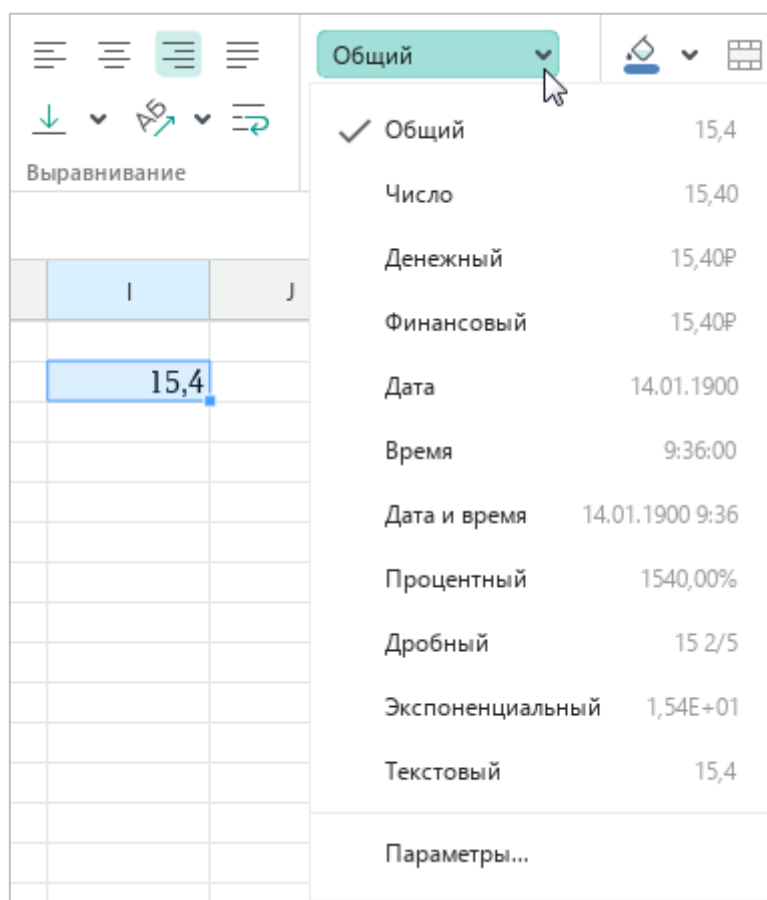 Общий
АБ
Выравнивание
Общий 15,4
Число 15,40
Денежный 15,40₽
Финансовый 15,40₽
Дата 14.01.1900
Время 9:36:00
Дата и время 14.01.1900 9:36
Процентный 1540,00%
Дробный 15 2/5
Экспоненциальный 1,54E+01
Текстовый 15,4
Параметры...
I J
15,4